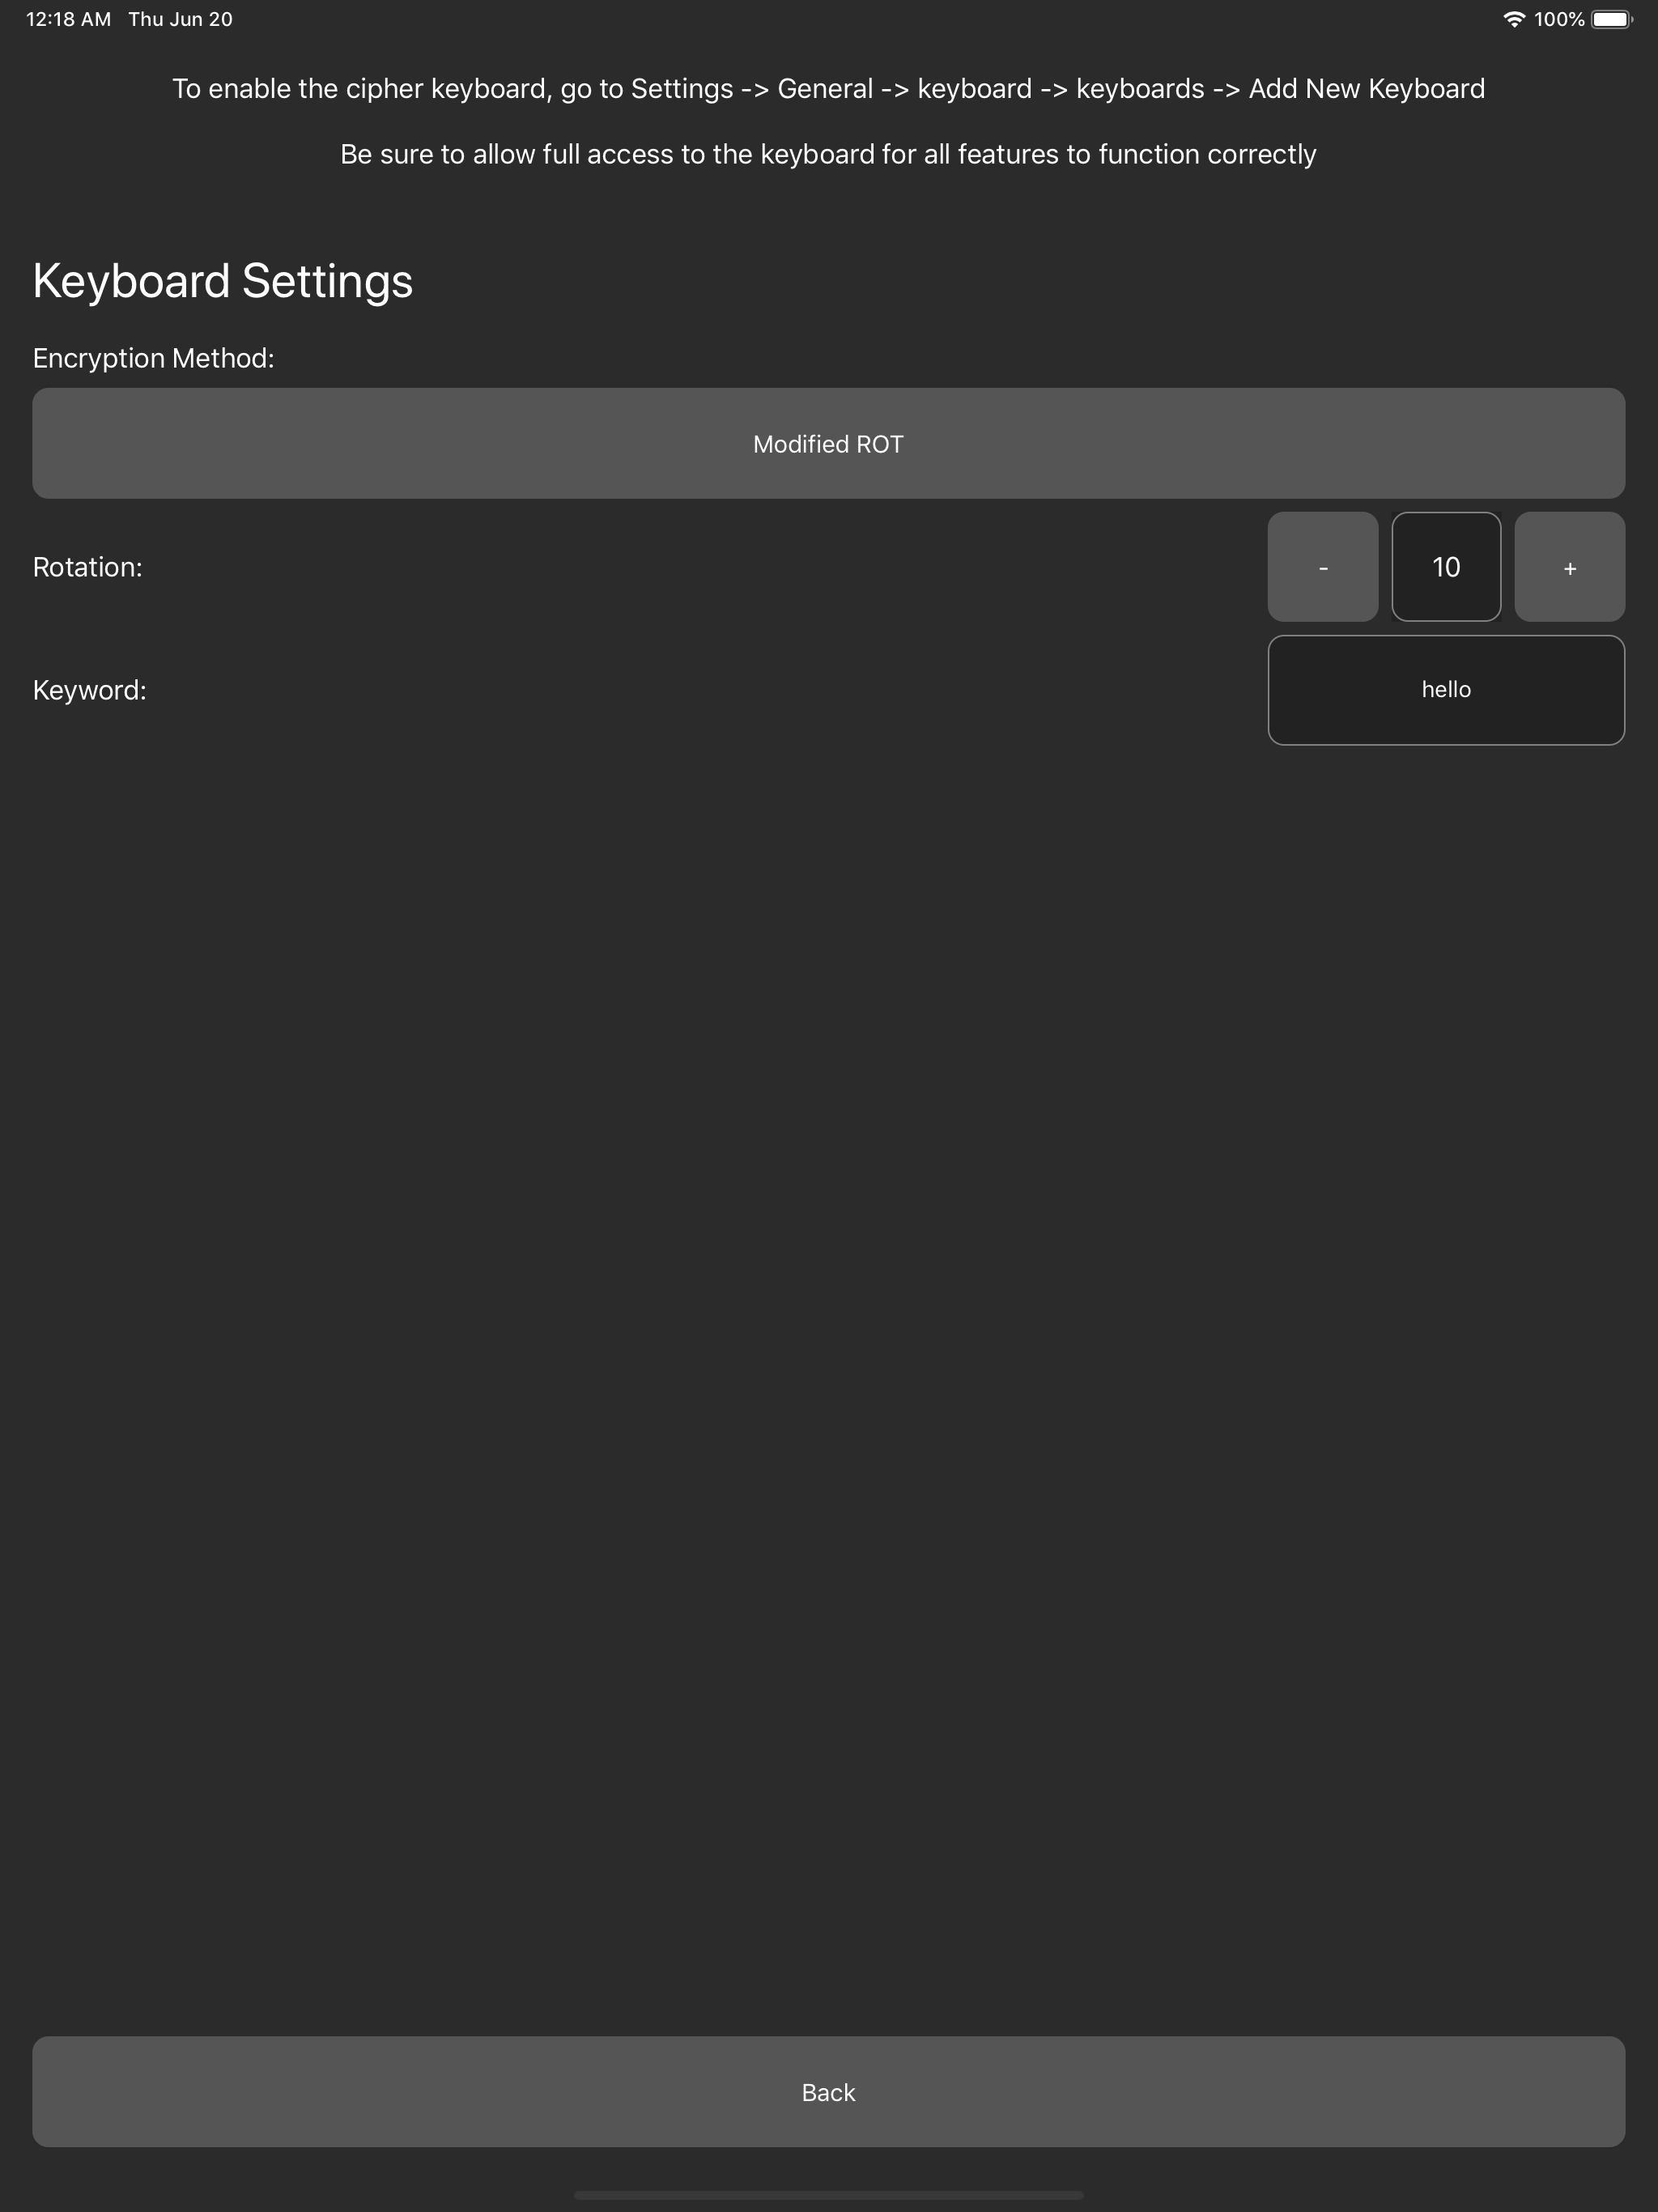 12:18 AM Thu Jun 20
100%
To enable the cipher keyboard, go to Settings -> General -> keyboard -> keyboards -> Add New Keyboard
Be sure to allow full access to the keyboard for all features to function correctly
Keyboard Settings
Encryption Method:
Modified ROT
Rotation:
- 10 +
Keyword:
hello
Back